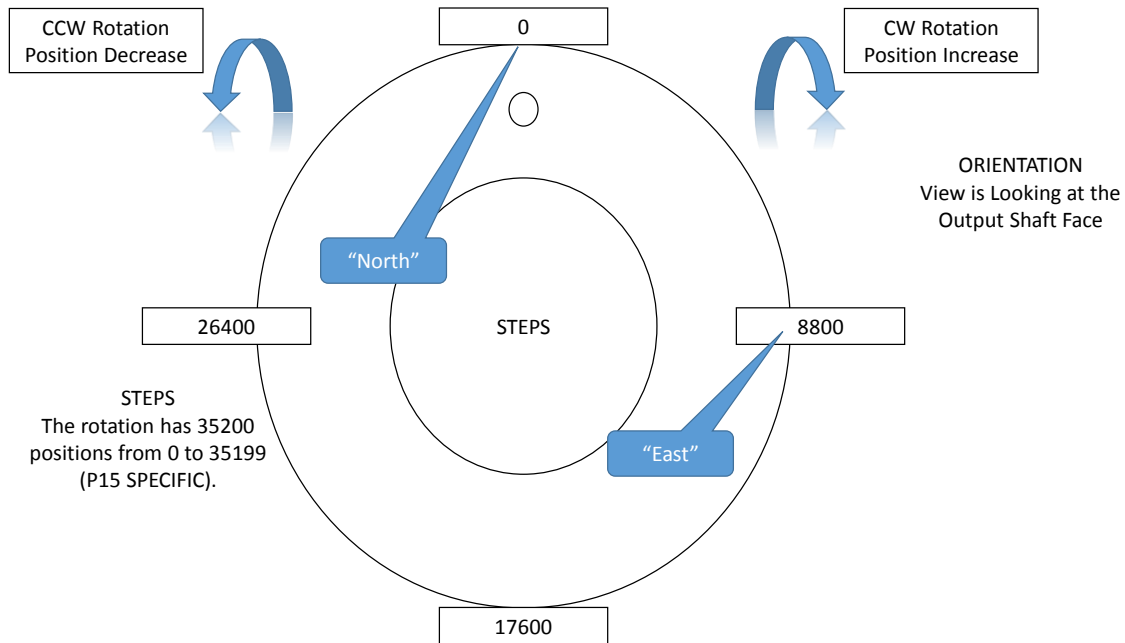 CCW Rotation
Position Decrease
0
CW Rotation
Position Increase
ORIENTATION
View is Looking at the
Output Shaft Face
“North”
26400
STEPS
8800
STEPS
The rotation has 35200
positions from 0 to 35199
(P15 SPECIFIC).
“East”
17600